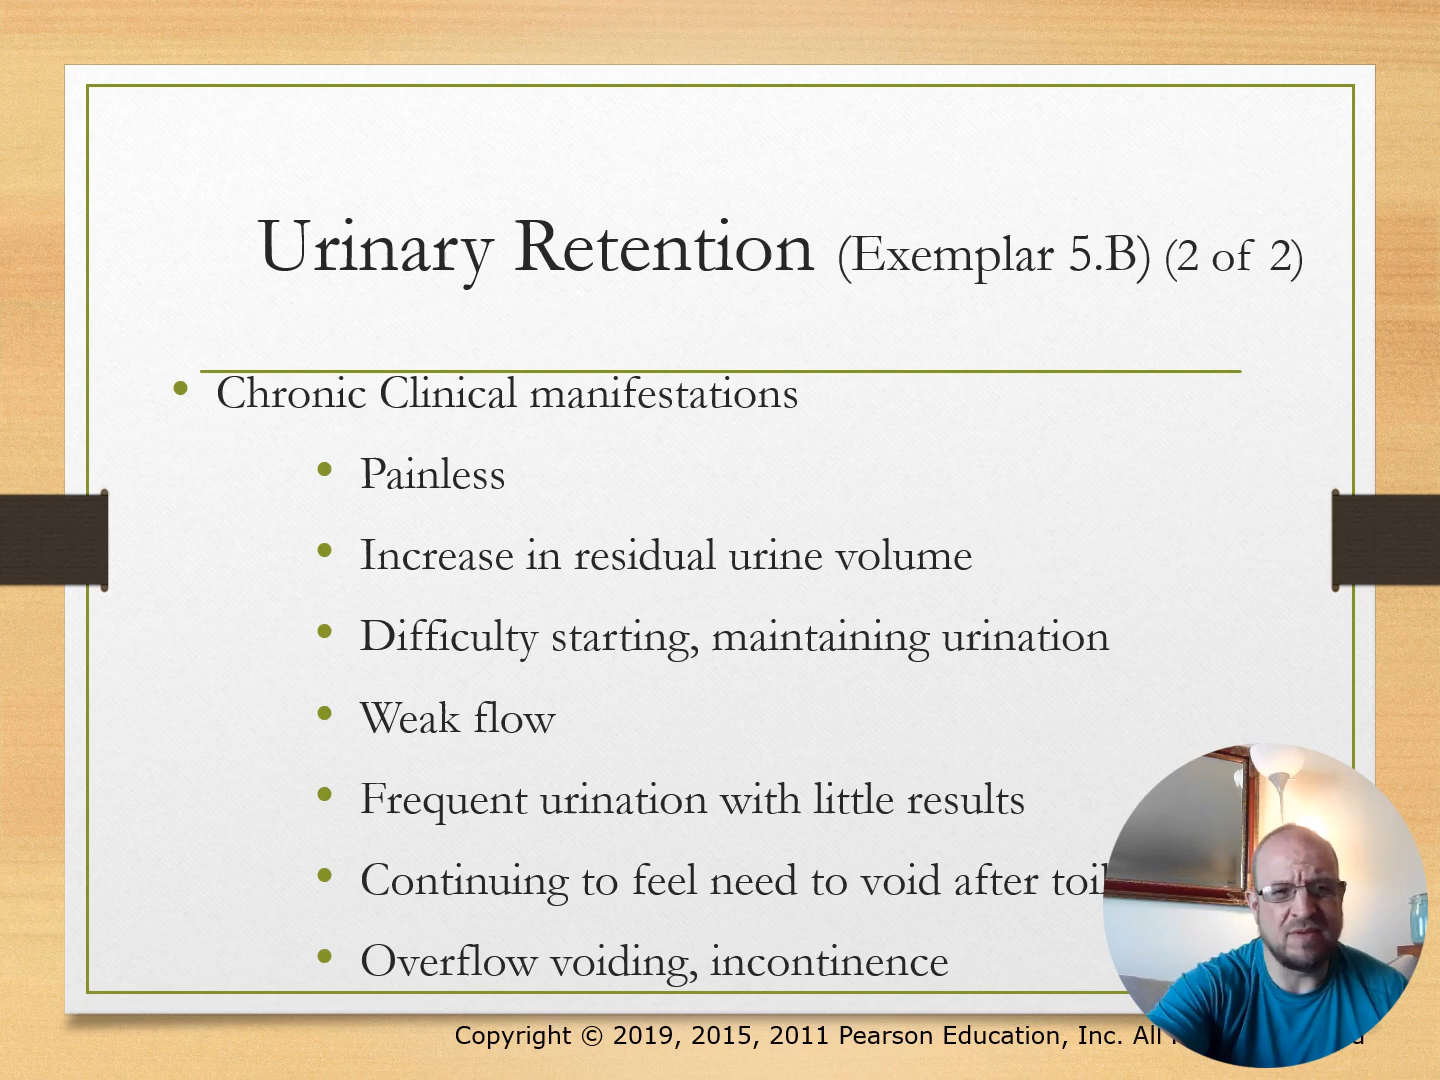 Urinary Retention (Exemplar 5.B) (2 of 2)
• Chronic Clinical manifestations
• Painless
• Increase in residual urine volume
• Difficulty starting, maintaining urination
• Weak flow
• Frequent urination with little results
• Continuing to feel need to void after
• Overflow voiding, incontinence
Copyright © 2019, 2015, 2011 Pearson Education, Inc. All